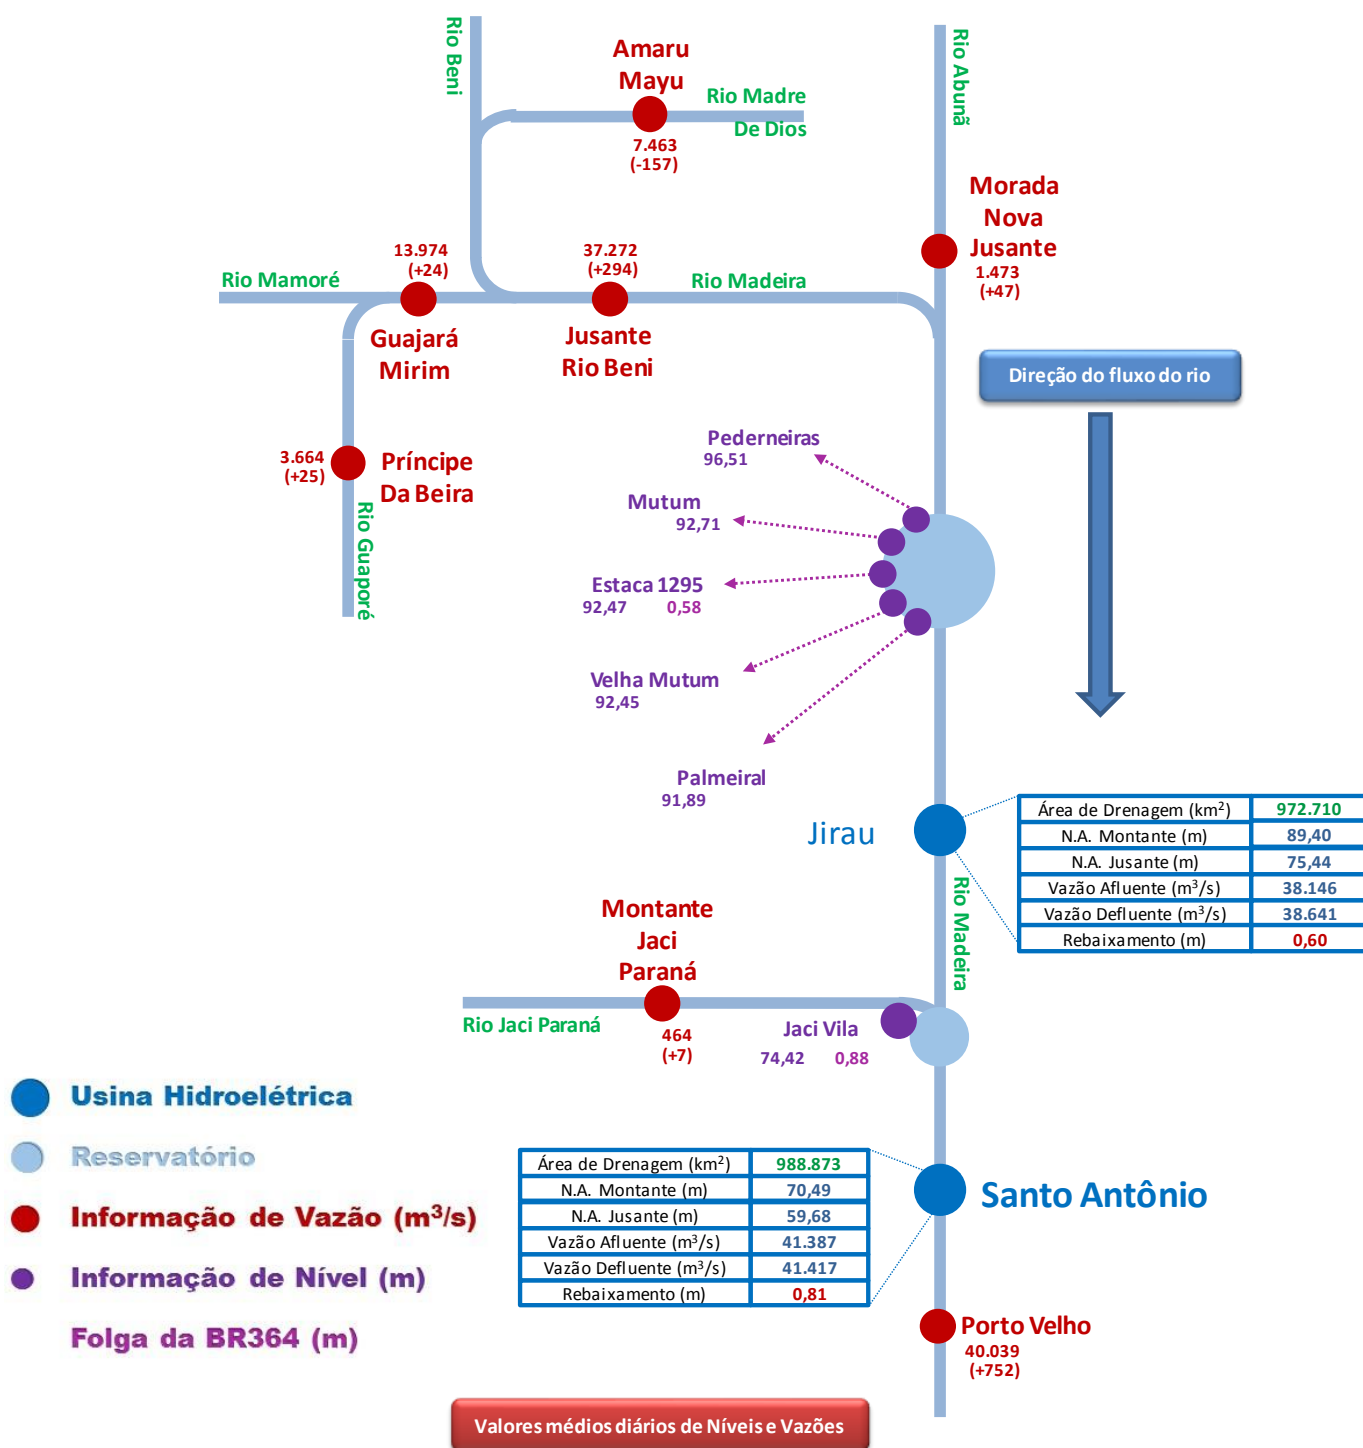 Rio Beni
Amaru
Mayu
Rio Madre
De Dios
7.463
(-157)
Rio Abunã
Morada
Nova
Jusante
1.473
(+47)
13.974
(+24)
37.272
(+294)
Rio Mamoré
Rio Madeira
Guajará
Mirim
Jusante
Rio Beni
Direção do fluxo do rio
3.664
(+25)
Príncipe
Da Beira
Rio Guaporé
Pederneiras
96,51
Mutum
92,71
Estaca 1295
92,47 0,58
Velha Mutum
92,45
Palmeiral
91,89
Jirau
Área de Drenagem (km²) 972.710
N.A. Montante (m) 89,40
N.A. Jusante (m) 75,44
Vazão Afluente (m³/s) 38.146
Vazão Defluente (m³/s) 38.641
Rebaixamento (m) 0,60
Rio Madeira
Montante
Jaci
Paraná
Rio Jaci Paraná
464
(+7)
Jaci Vila
74,42 0,88
Usina Hidroelétrica
Reservatório
Informação de Vazão (m³/s)
Informação de Nível (m)
Folga da BR364 (m)
Área de Drenagem (km²) 988.873
N.A. Montante (m) 70,49
N.A. Jusante (m) 59,68
Vazão Afluente (m³/s) 41.387
Vazão Defluente (m³/s) 41.417
Rebaixamento (m) 0,81
Santo Antônio
Porto Velho
40.039
(+752)
Valores médios diários de Níveis e Vazões